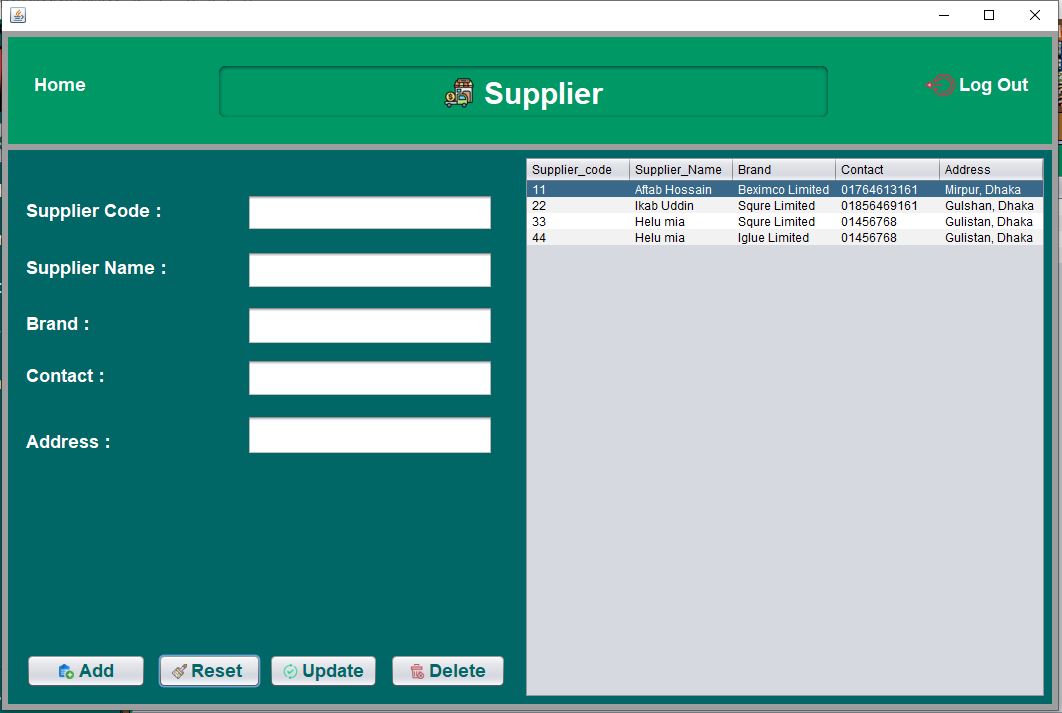 Home
Supplier
Log Out
Supplier Code :
Supplier Name :
Brand :
Contact :
Address :
Supplier_code Supplier_Name Brand Contact Address
11 Aftab Hossain Beximco Limited 01764613161 Mirpur, Dhaka
22 Ikab Uddin Squre Limited 01856469161 Gulshan, Dhaka
33 Helu mia Squre Limited 01456768 Gulistan, Dhaka
44 Helu mia Iglue Limited 01456768 Gulistan, Dhaka
Add Reset Update Delete